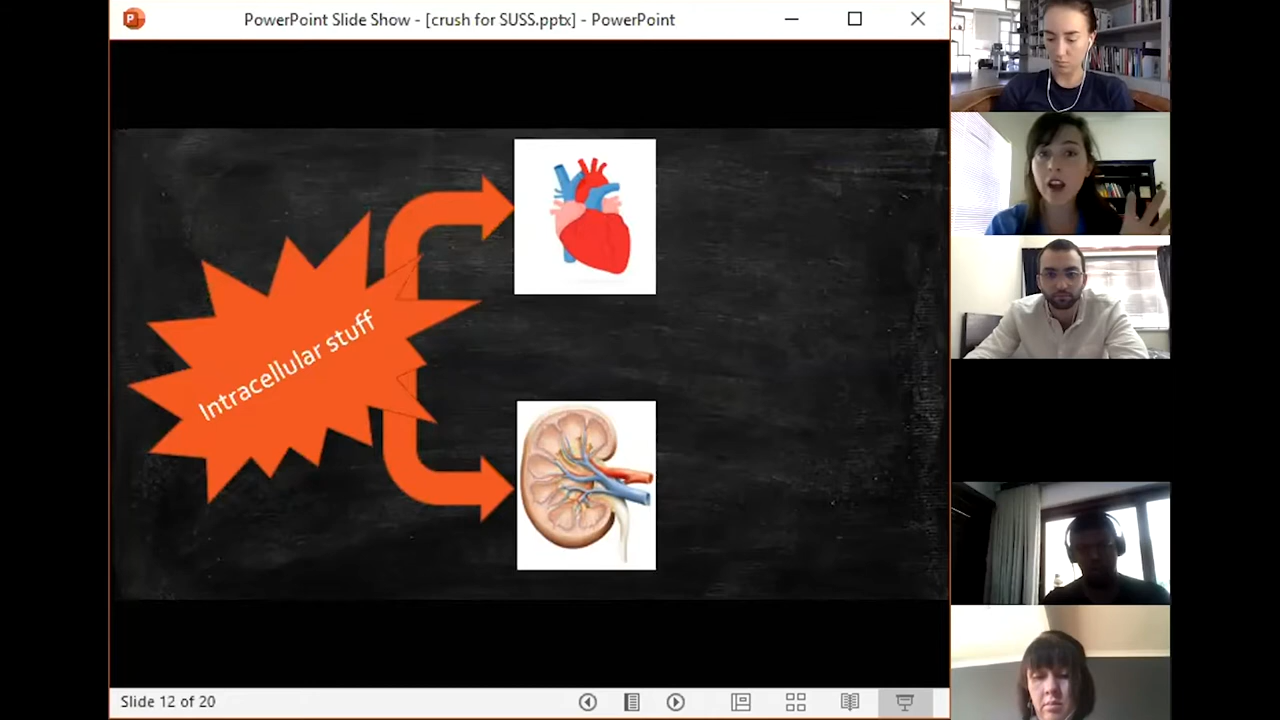 PowerPoint Slide Show - [crush for SUSS.pptx] - PowerPoint
Intracellular stuff
Slide 12 of 20